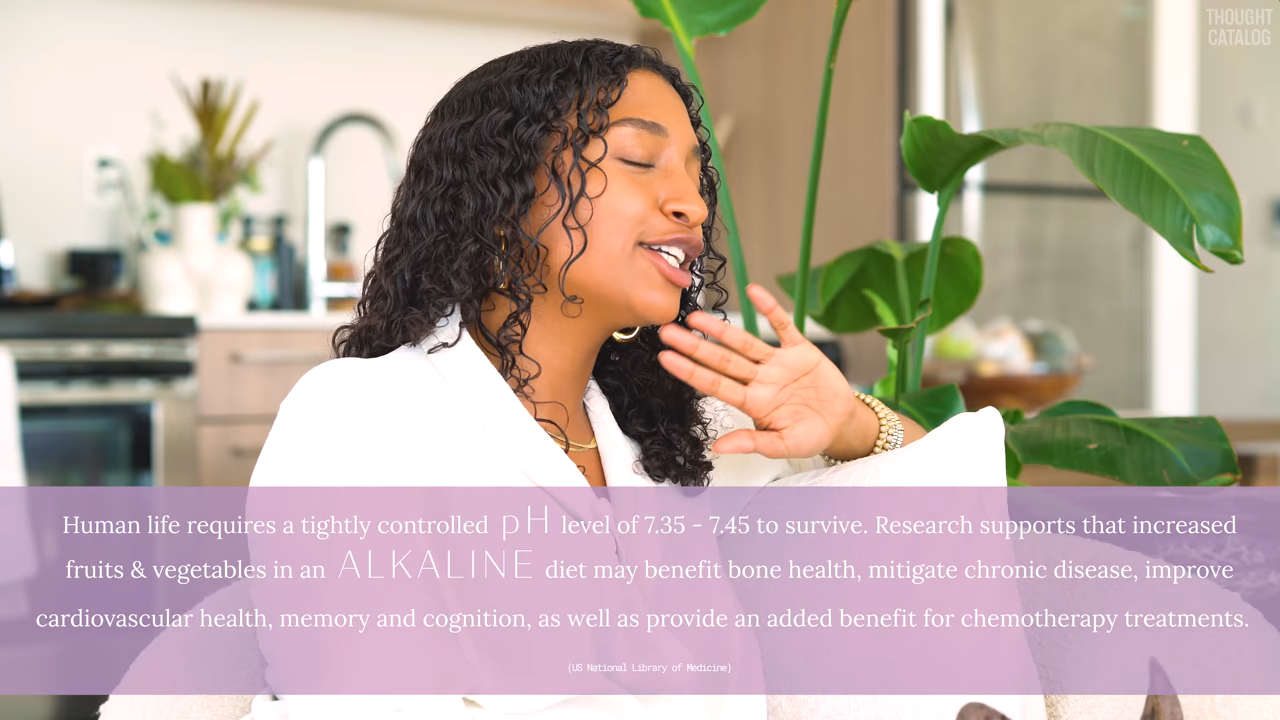 THOUGHT
CATALOG
Human life requires a tightly controlled pH level of 7.35 - 7.45 to survive. Research supports that increased
fruits & vegetables in an ALKALINE diet may benefit bone health, mitigate chronic disease, improve
cardiovascular health, memory and cognition, as well as provide an added benefit for chemotherapy treatments.
(US National Library of Medicine)